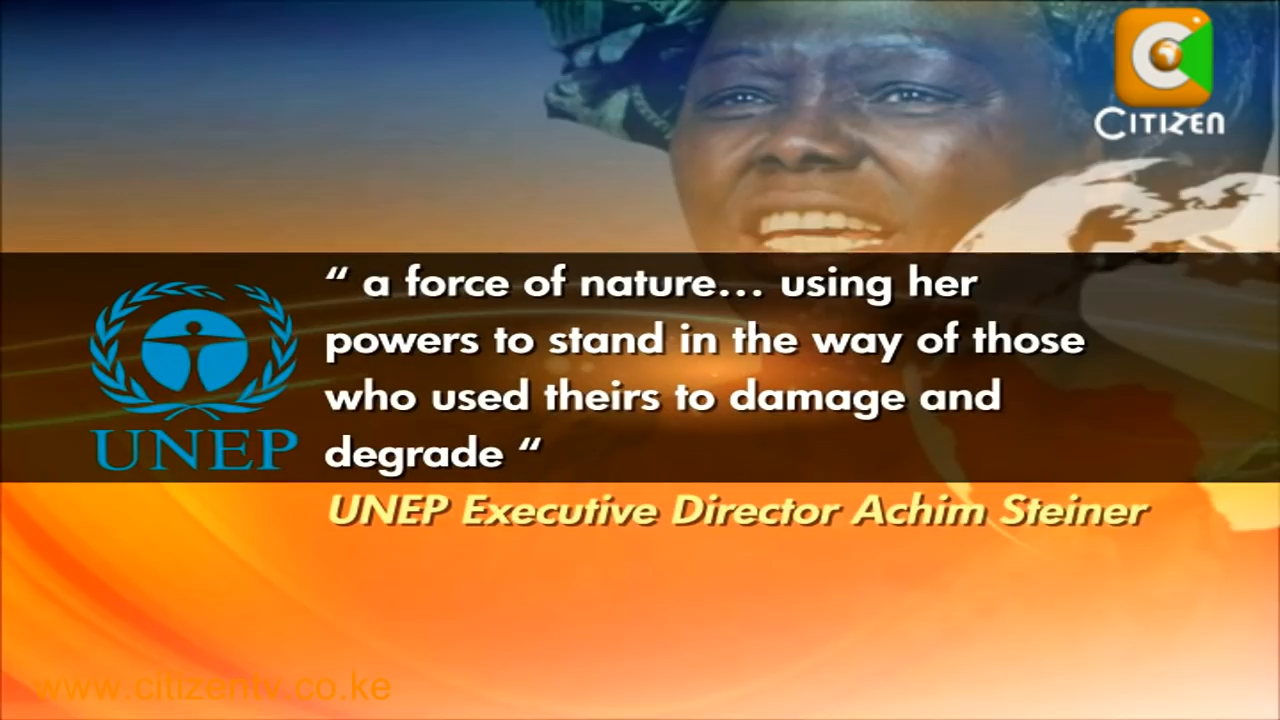 CITIZEN
“ a force of nature... using her
powers to stand in the way of those
who used theirs to damage and
degrade “
UNEP
UNEP Executive Director Achim Steiner
www.citizentv.co.ke